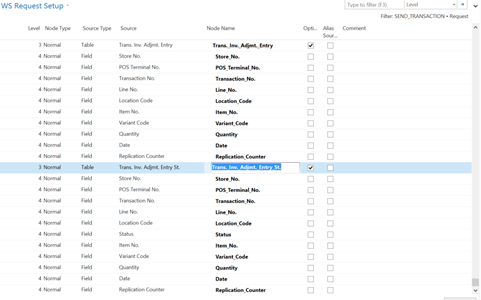 WS Request Setup
Type to filter (F3) Level
Filter: SEND_TRANSACTION • Request
Level Node Type Source Type Source Node Name Opti... Alias Sour... Comment
3 Normal Table Trans. Inv. Adjmt. Entry Trans._Inv._Adjmt._Entry
4 Normal Field Store No. Store_No.
4 Normal Field POS Terminal No. POS_Terminal_No.
4 Normal Field Transaction No. Transaction_No.
4 Normal Field Line No. Line_No.
4 Normal Field Location Code Location_Code
4 Normal Field Item No. Item_No.
4 Normal Field Variant Code Variant_Code
4 Normal Field Quantity Quantity
4 Normal Field Date Date
4 Normal Field Replication Counter Replication_Counter
3 Normal Table Trans. Inv. Adjmt. Entry St. Trans._Inv._Adjmt._Entry_St.
4 Normal Field Store No. Store_No.
4 Normal Field POS Terminal No. POS_Terminal_No.
4 Normal Field Transaction No. Transaction_No.
4 Normal Field Line No. Line_No.
4 Normal Field Location Code Location_Code
4 Normal Field Status Status
4 Normal Field Item No. Item_No.
4 Normal Field Variant Code Variant_Code
4 Normal Field Quantity Quantity
4 Normal Field Date Date
4 Normal Field Replication Counter Replication_Counter